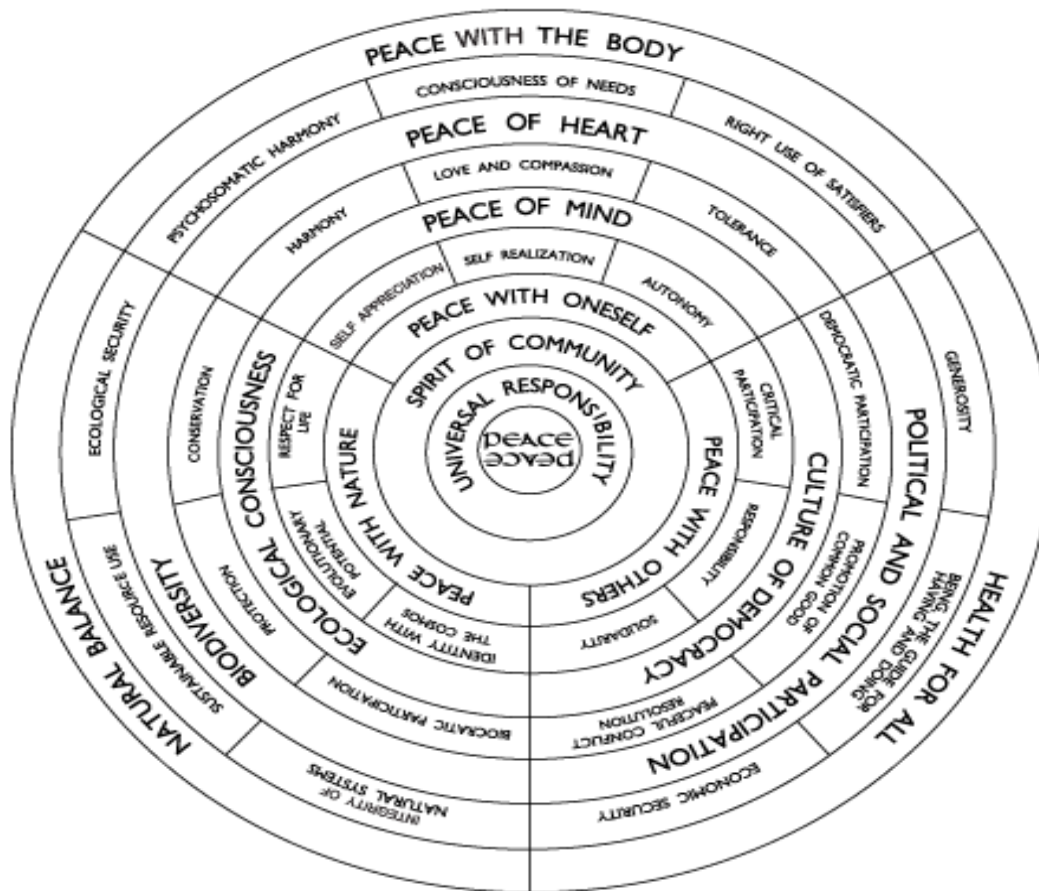 PEACE WITH THE BODY
PSYCHOSOMATIC HARMONY
CONSCIOUSNESS OF NEEDS
RIGHT USE OF SATISFIERS
PEACE OF HEART
HARMONY
LOVE AND COMPASSION
TOLERANCE
PEACE OF MIND
SELF APPRECIATION
SELF REALIZATION
AUTONOMY
PEACE WITH ONESELF
SPIRIT OF COMMUNITY
UNIVERSAL RESPONSIBILITY
peace
peace
PEACE WITH OTHERS
CRITICAL
PARTICIPATION
RESPONSIBILITY
SOLIDARITY
CULTURE OF DEMOCRACY
DEMOCRATIC PARTICIPATION
PROMOTION OF
COMMON GOOD
PEACEFUL CONFLICT
RESOLUTION
POLITICAL AND SOCIAL PARTICIPATION
GENEROSITY
BEING, THE GUIDE FOR
HAVING AND DOING
ECONOMIC SECURITY
HEALTH FOR ALL
PEACE WITH NATURE
RESPECT FOR
LIFE
EVOLUTIONARY
POTENTIAL
IDENTITY WITH
THE COSMOS
ECOLOGICAL CONSCIOUSNESS
CONSERVATION
PROTECTION
BIOCRATIC PARTICIPATION
BIODIVERSITY
ECOLOGICAL SECURITY
SUSTAINABLE RESOURCE USE
INTEGRITY OF
NATURAL SYSTEMS
NATURAL BALANCE